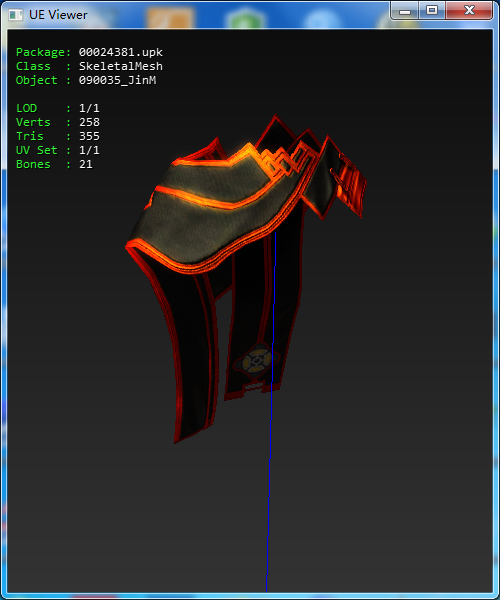 UE Viewer
Package: 00024381.upk
Class  : SkeletalMesh
Object : 090035_JinM
LOD    : 1/1
Verts  : 258
Tris   : 355
UV Set : 1/1
Bones  : 21